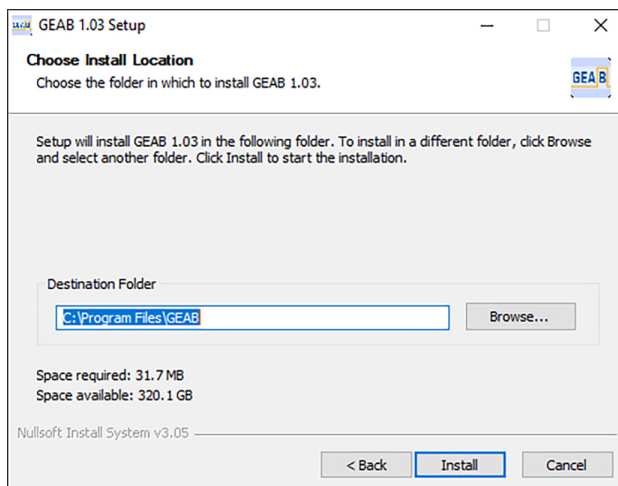 GEAB 1.03 Setup
Choose Install Location
Choose the folder in which to install GEAB 1.03.
GEAB
Setup will install GEAB 1.03 in the following folder. To install in a different folder, click Browse
and select another folder. Click Install to start the installation.
Destination Folder
C:\Program Files\GEAB
Browse...
Space required: 31.7 MB
Space available: 320.1 GB
Nullsoft Install System v3.05
< Back
Install
Cancel